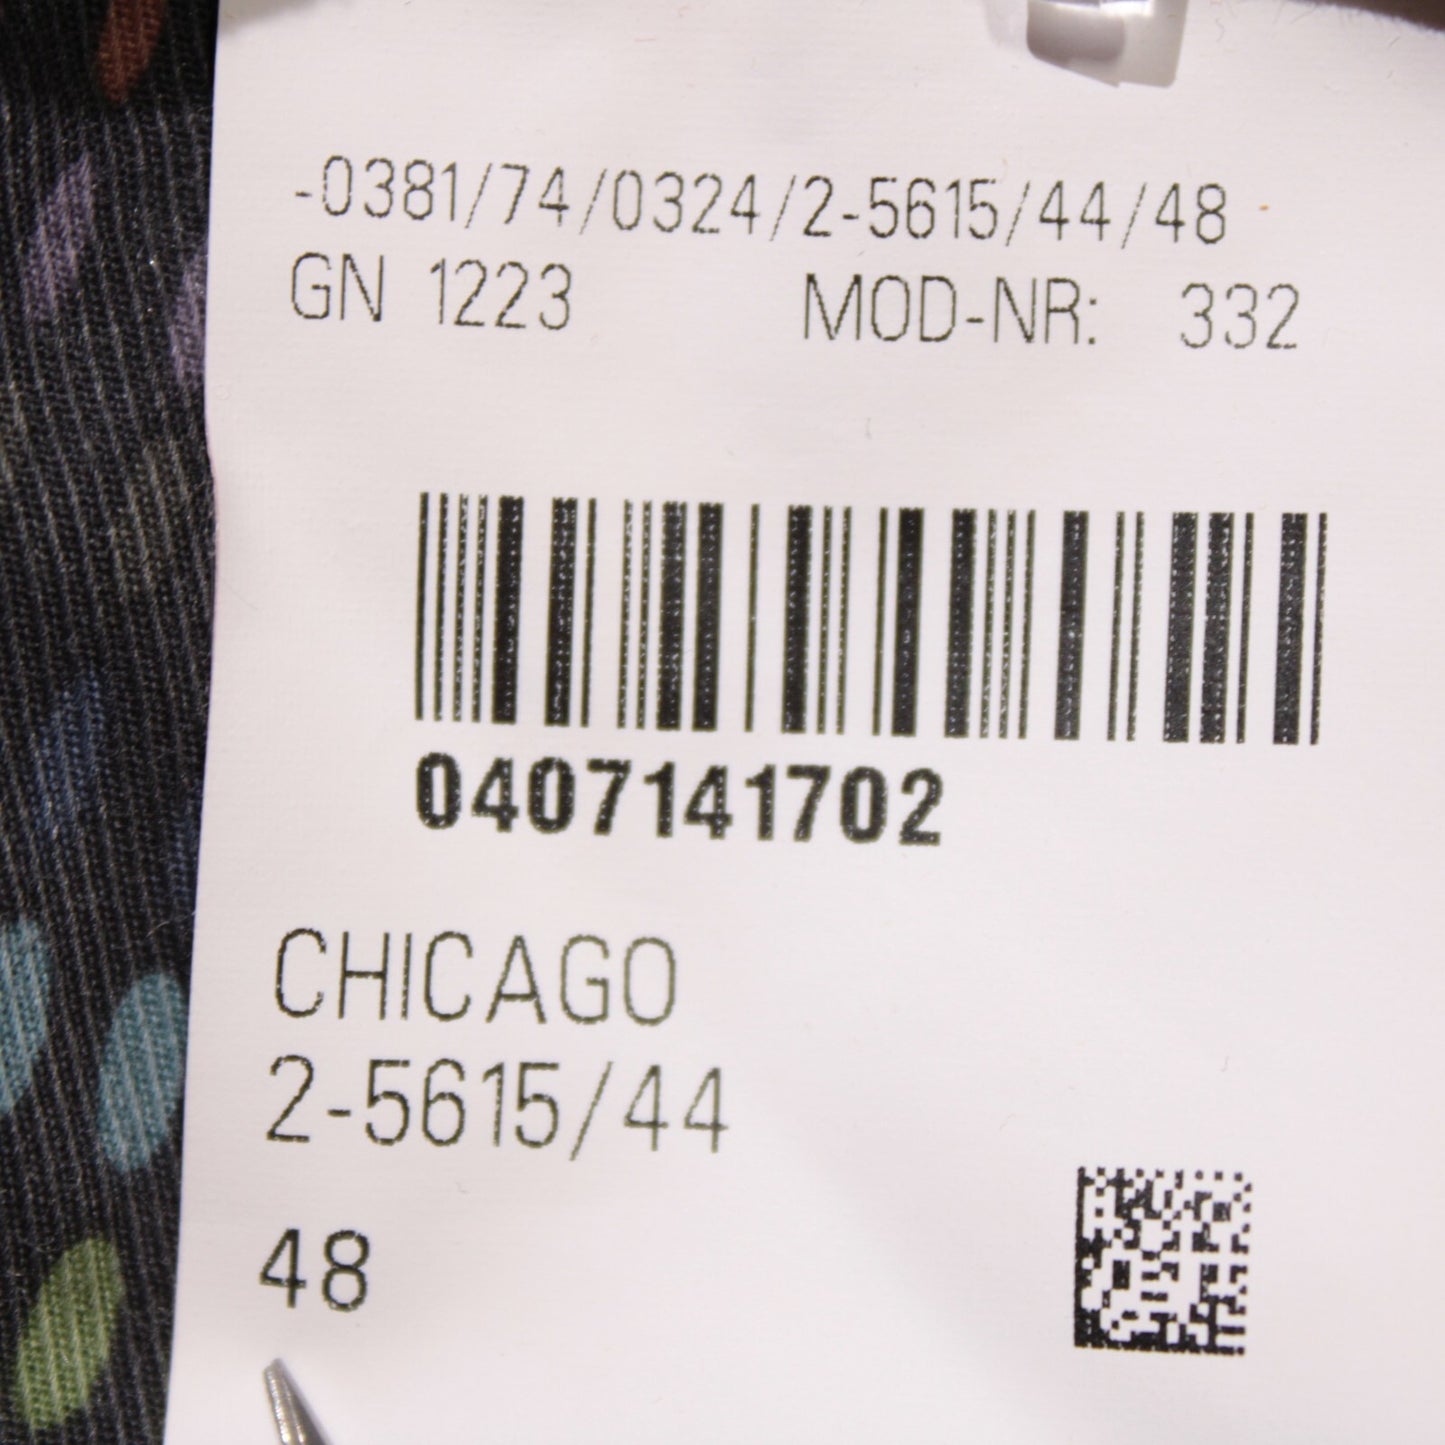 -0381/74/0324/2-5615/44/48
GN 1223 MOD-NR: 332
0407141702
CHICAGO
2-5615/44
48